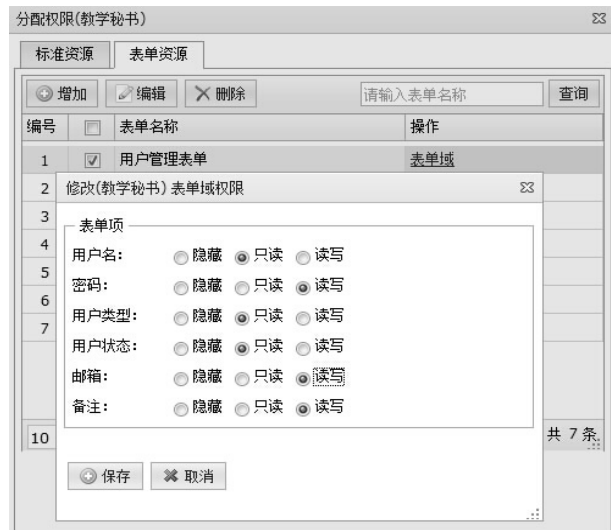 分配权限(教学秘书)
标准资源 表单资源
增加 编辑 删除 请输入表单名称 查询
编号 表单名称 操作
1 用户管理表单 表单域
2
修改(教学秘书)表单域权限
3
表单项
4
用户名： 隐藏 只读 读写
5
密码： 隐藏 只读 读写
6
用户类型： 隐藏 只读 读写
7
用户状态： 隐藏 只读 读写
邮箱： 隐藏 只读 读写
备注： 隐藏 只读 读写
10 共 7 条
保存 取消